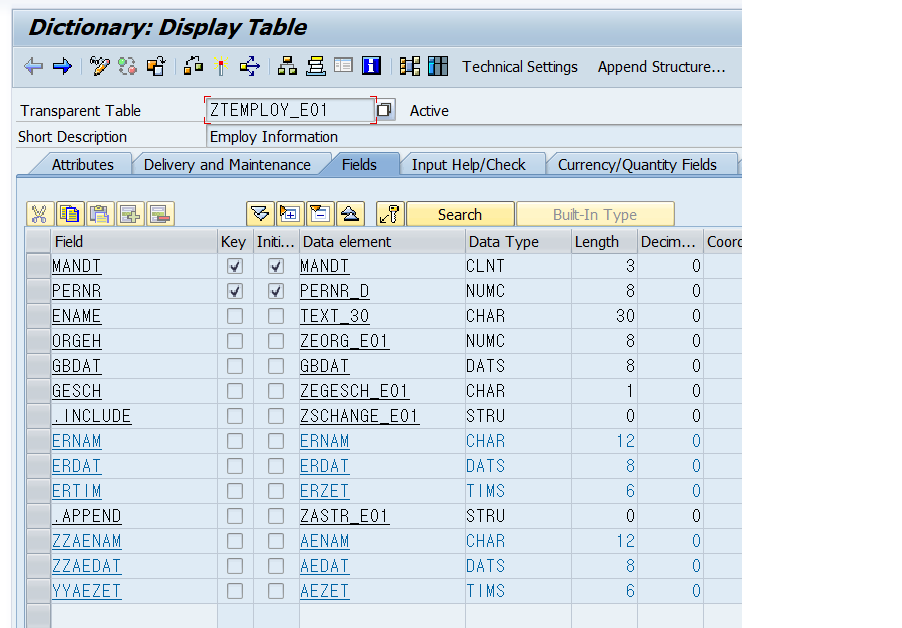 Dictionary: Display Table
Technical Settings Append Structure...
Transparent Table ZTEMPLOY_E01 Active
Short Description Employ Information
Attributes Delivery and Maintenance Fields Input Help/Check Currency/Quantity Fields
Search Built-In Type
Field Key Initi... Data element Data Type Length Decim... Coord
MANDT MANDT CLNT 3 0
PERNR PERNR_D NUMC 8 0
ENAME TEXT_30 CHAR 30 0
ORGEH ZEORG_E01 NUMC 8 0
GBDAT GBDAT DATS 8 0
GESCH ZEGESCH_E01 CHAR 1 0
.INCLUDE ZSCHANGE_E01 STRU 0 0
ERNAM ERNAM CHAR 12 0
ERDAT ERDAT DATS 8 0
ERTIM ERZET TIMS 6 0
.APPEND ZASTR_E01 STRU 0 0
ZZAENAM AENAM CHAR 12 0
ZZAEDAT AEDAT DATS 8 0
YYAEZET AEZET TIMS 6 0